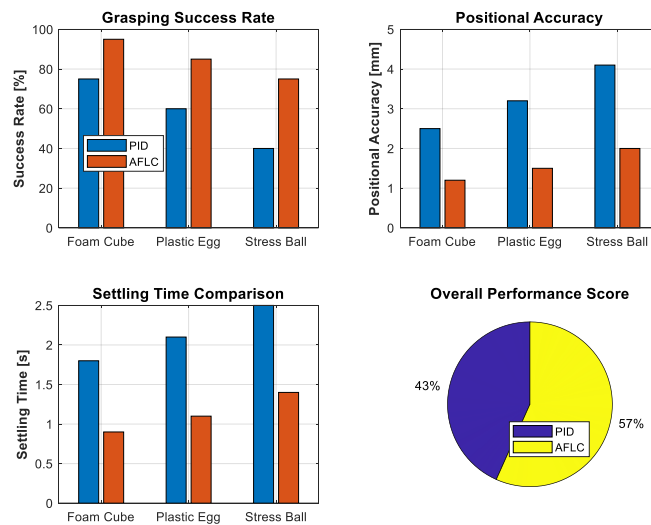 Grasping Success Rate
Success Rate [%]
100
80
60
40
20
0
PID
AFLC
Foam Cube Plastic Egg Stress Ball
Positional Accuracy
Positional Accuracy [mm]
5
4
3
2
1
0
Foam Cube Plastic Egg Stress Ball
Settling Time Comparison
Settling Time [s]
2.5
2
1.5
1
0.5
0
Foam Cube Plastic Egg Stress Ball
Overall Performance Score
43%
57%
PID
AFLC